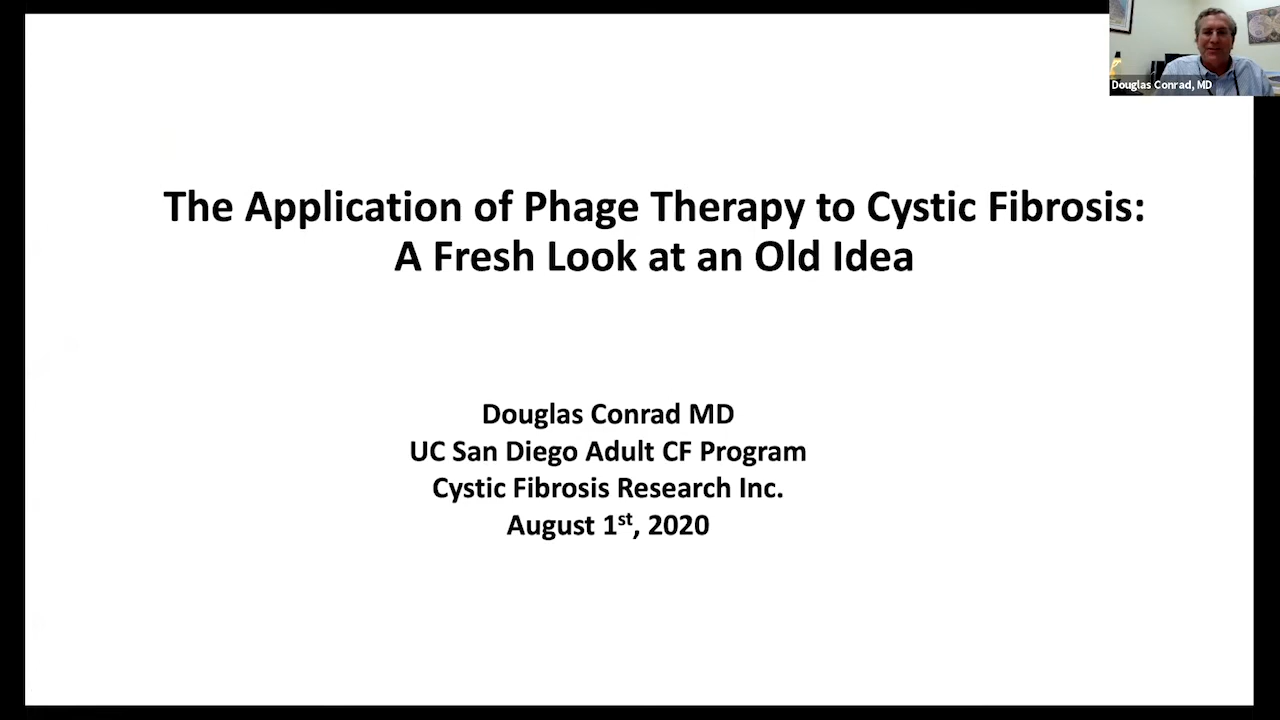 Douglas Conrad, MD
The Application of Phage Therapy to Cystic Fibrosis:
A Fresh Look at an Old Idea
Douglas Conrad MD
UC San Diego Adult CF Program
Cystic Fibrosis Research Inc.
August 1st, 2020